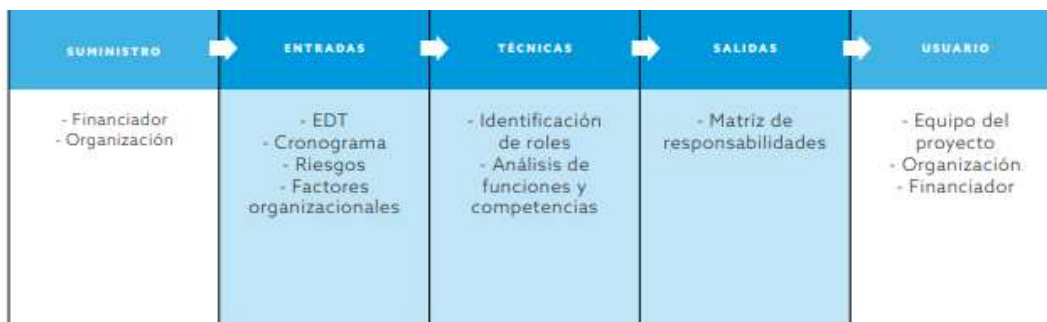 SUMINISTRO
ENTRADAS
TÉCNICAS
SALIDAS
USUARIO
- Financiador
- Organización
- EDT
- Cronograma
- Riesgos
- Factores
organizacionales
- Identificación
de roles
- Análisis de
funciones y
competencias
- Matriz de
responsabilidades
- Equipo del
proyecto
- Organización
- Financiador